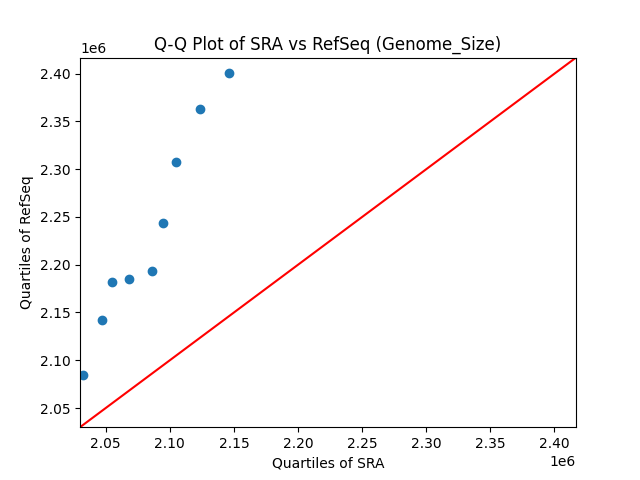 Q-Q Plot of SRA vs RefSeq (Genome_Size)
1e6
2.40
2.35
2.30
2.25
2.20
2.15
2.10
2.05
Quartiles of RefSeq
2.05 2.10 2.15 2.20 2.25 2.30 2.35 2.40
1e6
Quartiles of SRA